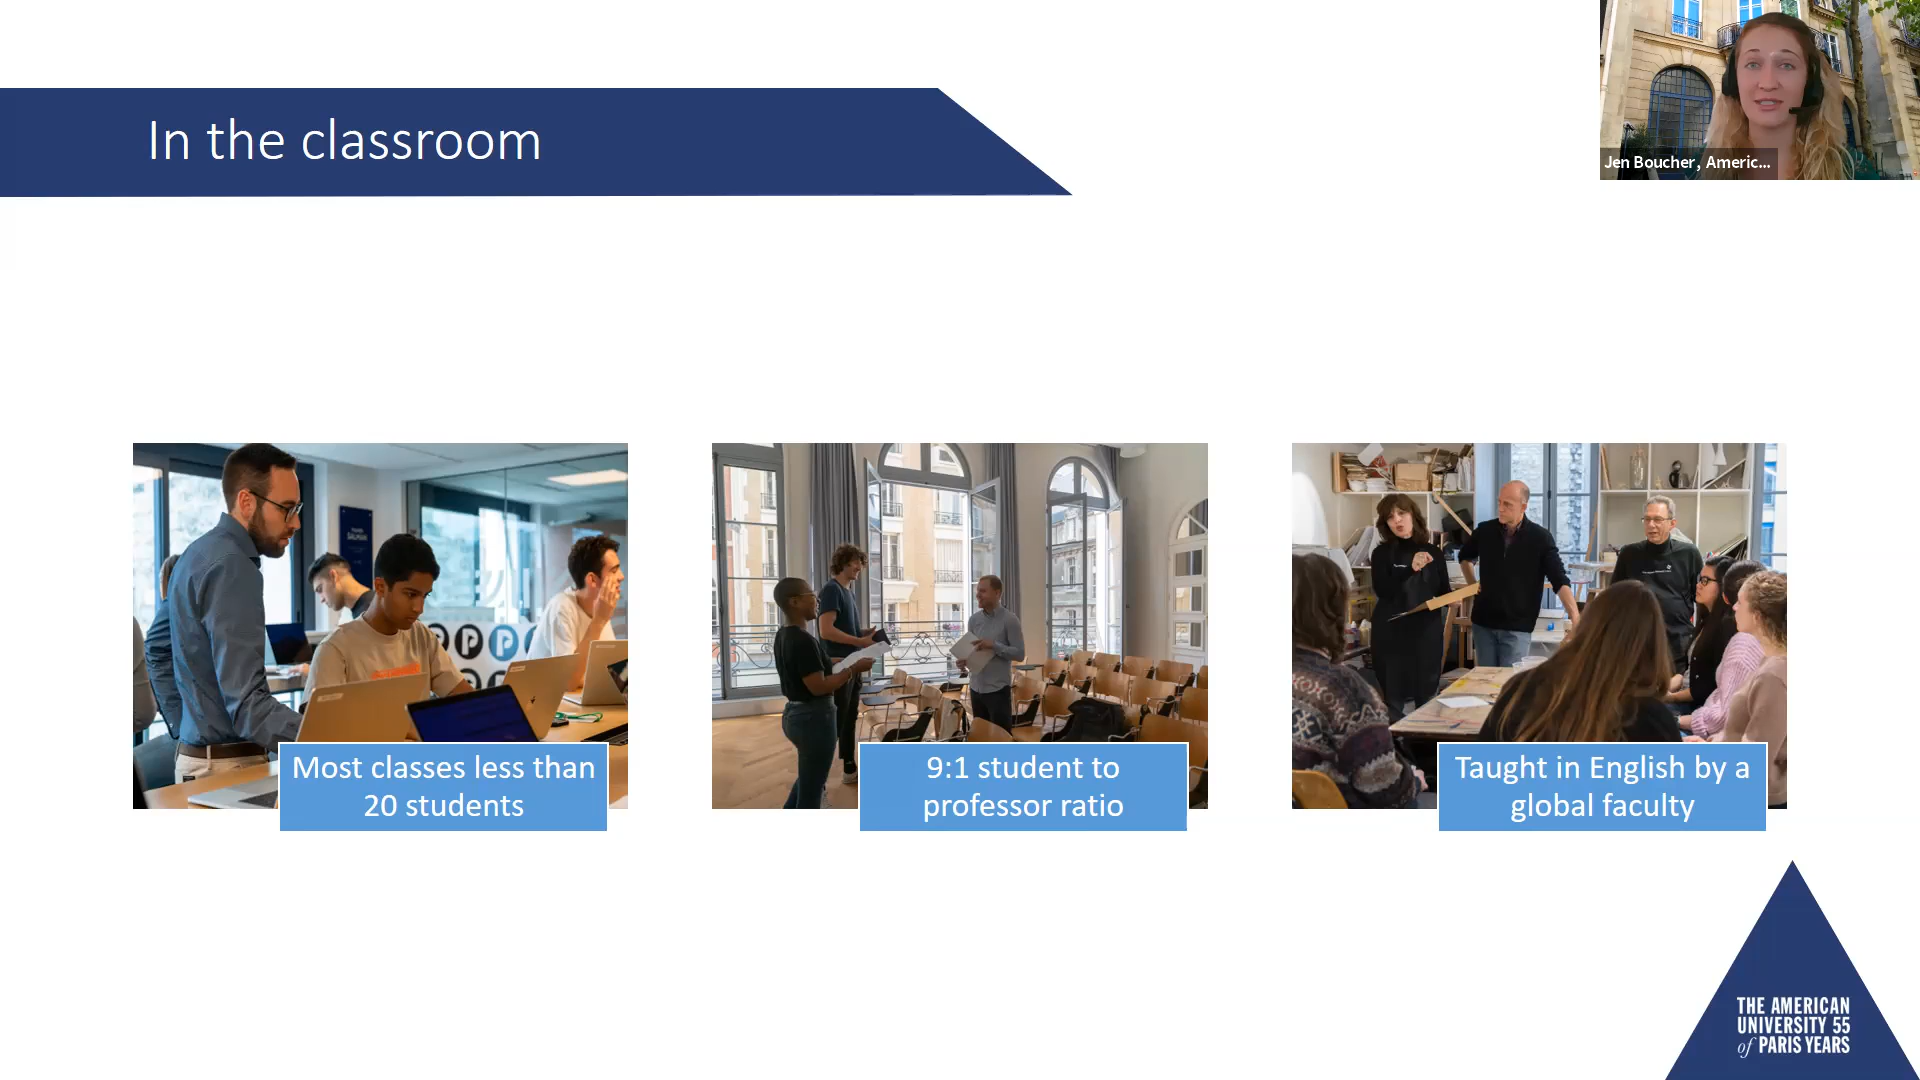 In the classroom
Jen Boucher, Americ...
Most classes less than
20 students
9:1 student to
professor ratio
Taught in English by a
global faculty
THE AMERICAN
UNIVERSITY 55
of PARIS YEARS